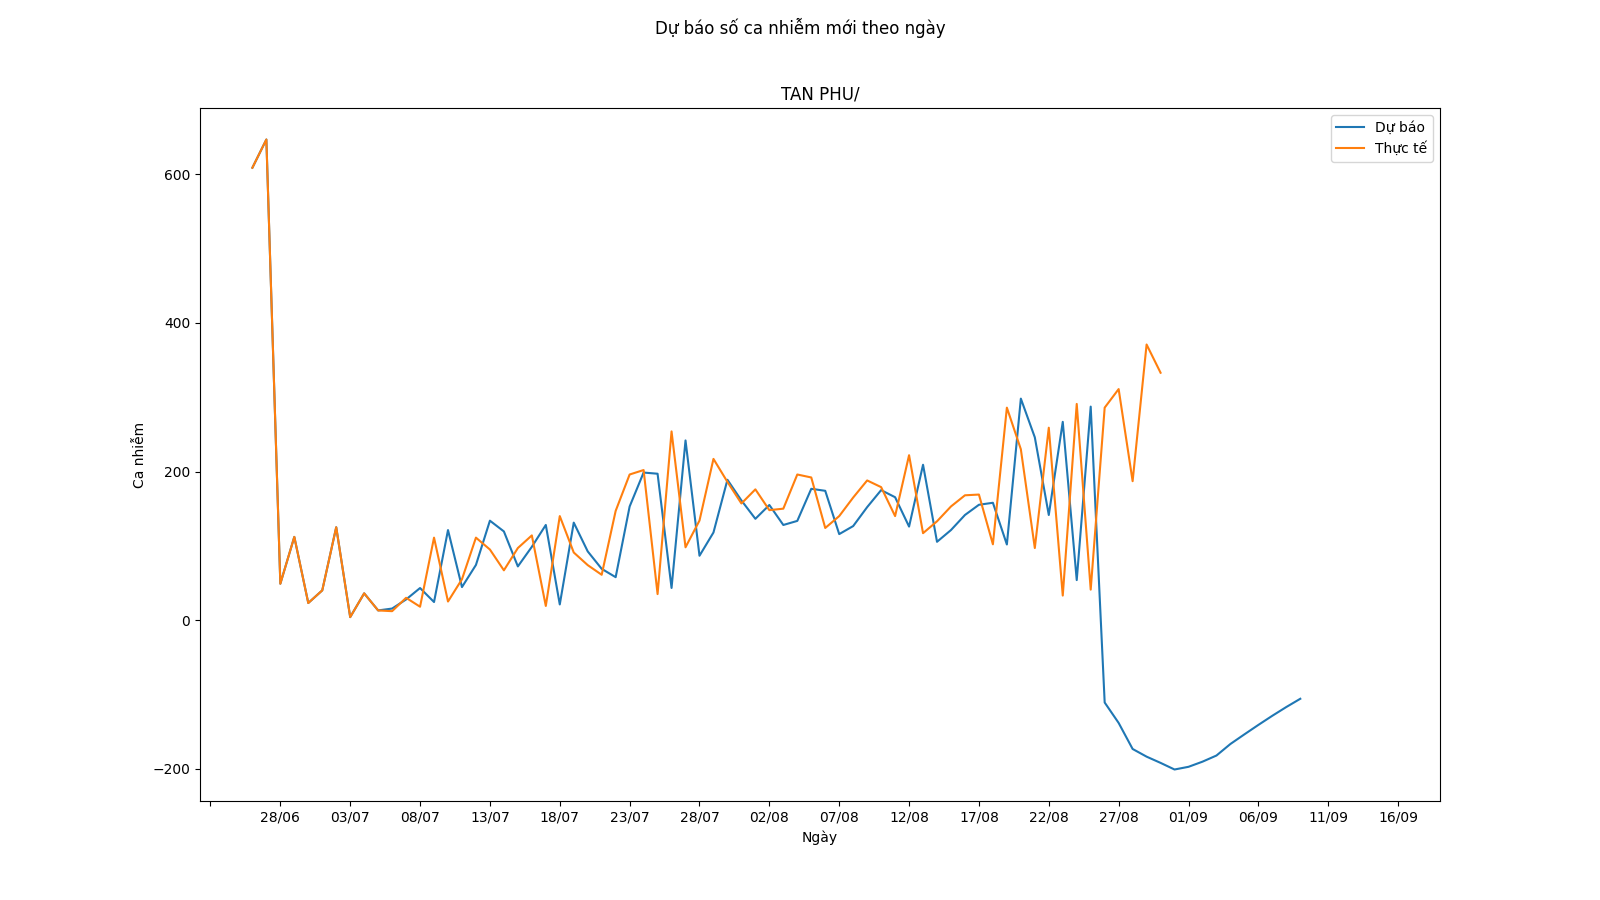 Dự báo số ca nhiễm mới theo ngày
TAN PHU/
Dự báo
Thực tế
600
400
200
0
−200
Ca nhiễm
28/06 03/07 08/07 13/07 18/07 23/07 28/07 02/08 07/08 12/08 17/08 22/08 27/08 01/09 06/09 11/09 16/09
Ngày